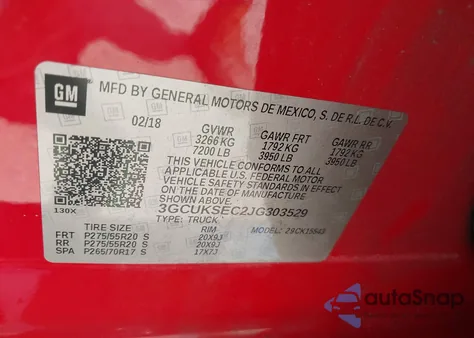 GM
MFD BY GENERAL MOTORS DE MEXICO, S. DE R.L. DE C.V.
02/18 GVWR GAWR FRT GAWR RR
3266 KG 1792 KG 1792 KG
7200 LB 3950 LB 3950 LB
THIS VEHICLE CONFORMS TO ALL
APPLICABLE U.S. FEDERAL MOTOR
VEHICLE SAFETY STANDARDS
IN EFFECT ON THE DATE OF
MANUFACTURE SHOWN ABOVE.
3GCUKSEC2JG303529
130X TYPE: TRUCK
TIRE SIZE RIM
FRT P275/55R20 S 20X9J
RR P275/55R20 S 20X9J
SPA P265/70R17 S 17X7J
autoSnap